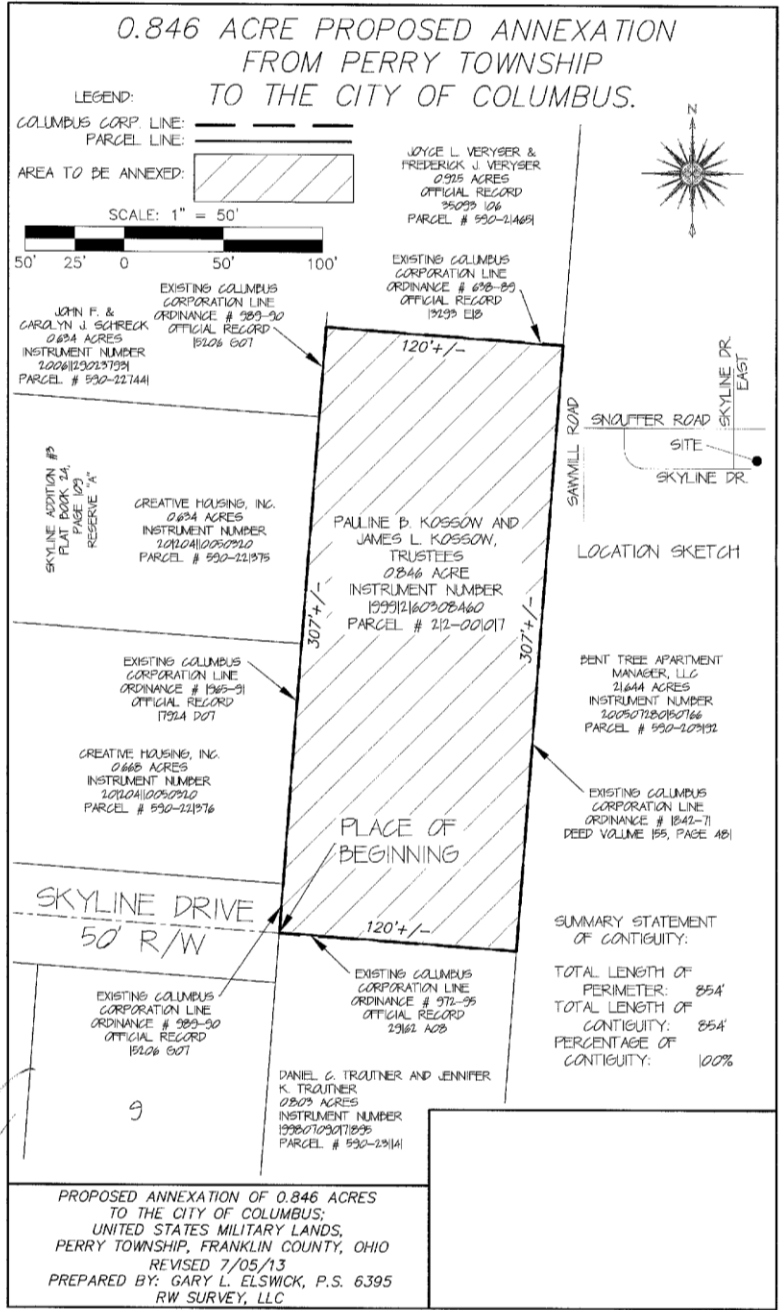 0.846 ACRE PROPOSED ANNEXATION
FROM PERRY TOWNSHIP
TO THE CITY OF COLUMBUS.
LEGEND:
COLUMBUS CORP. LINE:
PARCEL LINE:
AREA TO BE ANNEXED:
SCALE: 1" = 50'
50' 25' 0 50' 100'
JOYCE L. VERYSER &
FREDERICK J. VERYSER
0.925 ACRES
OFFICIAL RECORD
35093 I06
PARCEL # 590-214651
N
EXISTING COLUMBUS
CORPORATION LINE
ORDINANCE # 638-89
OFFICIAL RECORD
13293 E18
EXISTING COLUMBUS
CORPORATION LINE
ORDINANCE # 989-90
OFFICIAL RECORD
15206 G07
JOHN F. &
CAROLYN J. SCHRECK
0.634 ACRES
INSTRUMENT NUMBER
200611290237931
PARCEL # 590-227441
120'+/-
SAWMILL ROAD
SNOUFFER ROAD
SKYLINE DR.
EAST
SITE
SKYLINE DR.
LOCATION SKETCH
SKYLINE ADDITION #3
PLAT BOOK 24,
PAGE 109
RESERVE "A"
CREATIVE HOUSING, INC.
0.634 ACRES
INSTRUMENT NUMBER
201204110050320
PARCEL # 590-221375
PAULINE B. KOSSOW AND
JAMES L. KOSSOW,
TRUSTEES
0.846 ACRE
INSTRUMENT NUMBER
199912160308460
PARCEL # 212-001017
307'+/-
307'+/-
EXISTING COLUMBUS
CORPORATION LINE
ORDINANCE # 1965-91
OFFICIAL RECORD
17924 D07
BENT TREE APARTMENT
MANAGER, LLC
21.644 ACRES
INSTRUMENT NUMBER
200507280150766
PARCEL # 590-203192
CREATIVE HOUSING, INC.
0.668 ACRES
INSTRUMENT NUMBER
201204110050320
PARCEL # 590-221376
EXISTING COLUMBUS
CORPORATION LINE
ORDINANCE # 1842-71
DEED VOLUME 155, PAGE 481
PLACE OF
BEGINNING
SKYLINE DRIVE
50' R/W
120'+/-
EXISTING COLUMBUS
CORPORATION LINE
ORDINANCE # 972-95
OFFICIAL RECORD
29162 A08
SUMMARY STATEMENT
OF CONTIGUITY:
TOTAL LENGTH OF
PERIMETER: 854'
TOTAL LENGTH OF
CONTIGUITY: 854'
PERCENTAGE OF
CONTIGUITY: 100%
EXISTING COLUMBUS
CORPORATION LINE
ORDINANCE # 989-90
OFFICIAL RECORD
15206 G07
9
DANIEL C. TROUTNER AND JENNIFER
K. TROUTNER
0.803 ACRES
INSTRUMENT NUMBER
199807090171895
PARCEL # 590-231141
PROPOSED ANNEXATION OF 0.846 ACRES
TO THE CITY OF COLUMBUS;
UNITED STATES MILITARY LANDS,
PERRY TOWNSHIP, FRANKLIN COUNTY, OHIO
REVISED 7/05/13
PREPARED BY: GARY L. ELSWICK, P.S. 6395
RW SURVEY, LLC